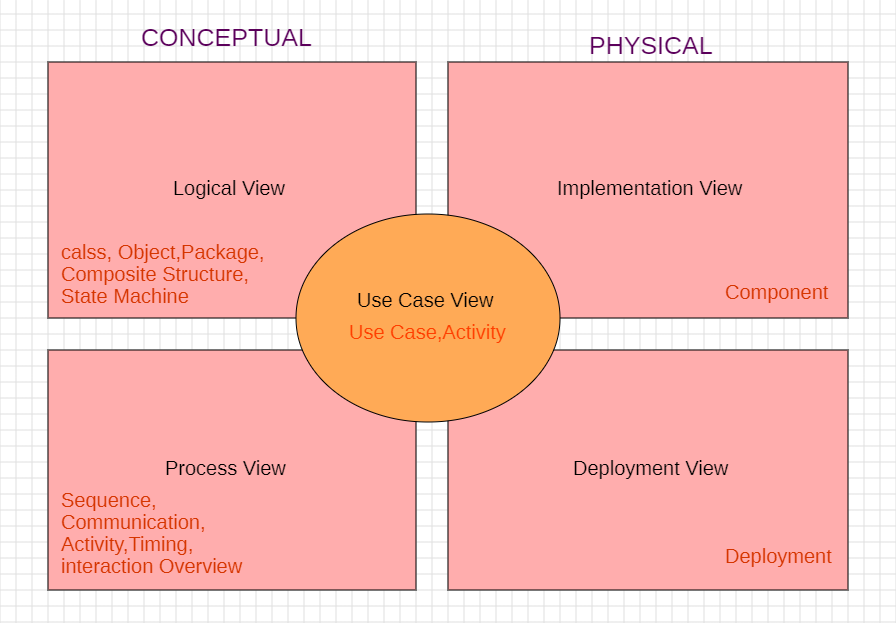 CONCEPTUAL
PHYSICAL
Logical View
calss, Object,Package,
Composite Structure,
State Machine
Implementation View
Component
Use Case View
Use Case,Activity
Process View
Sequence,
Communication,
Activity,Timing,
interaction Overview
Deployment View
Deployment